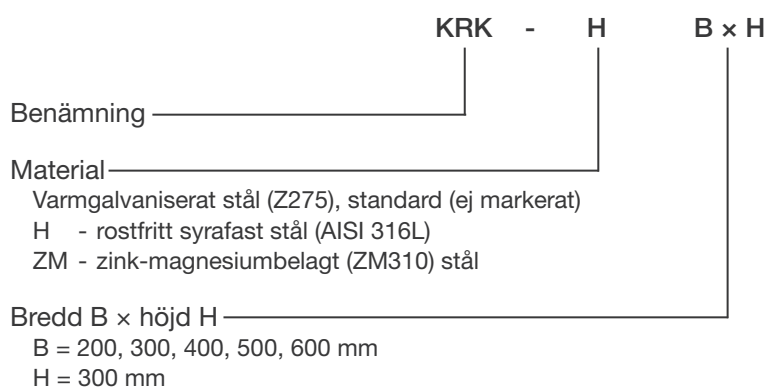 KRK - H B × H
Benämning
Material
Varmgalvaniserat stål (Z275), standard (ej markerat)
H - rostfritt syrafast stål (AISI 316L)
ZM - zink-magnesiumbelagt (ZM310) stål
Bredd B × höjd H
B = 200, 300, 400, 500, 600 mm
H = 300 mm